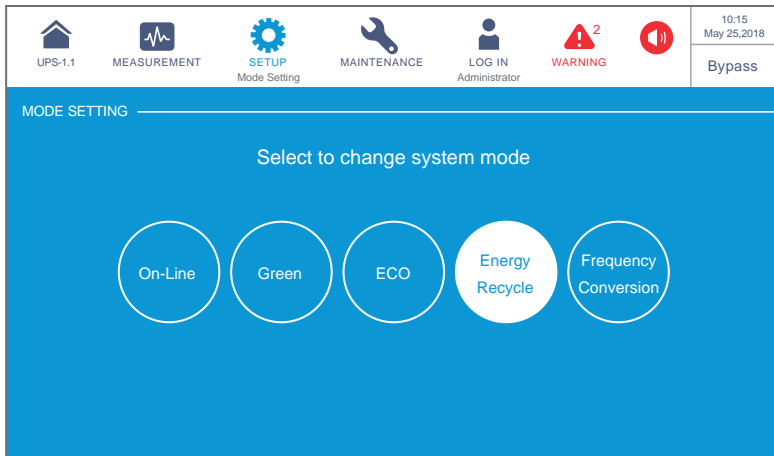 UPS-1.1
MEASUREMENT
SETUP
Mode Setting
MAINTENANCE
LOG IN
Administrator
2
WARNING
10:15
May 25,2018
Bypass
MODE SETTING
Select to change system mode
On-Line
Green
ECO
Energy
Recycle
Frequency
Conversion